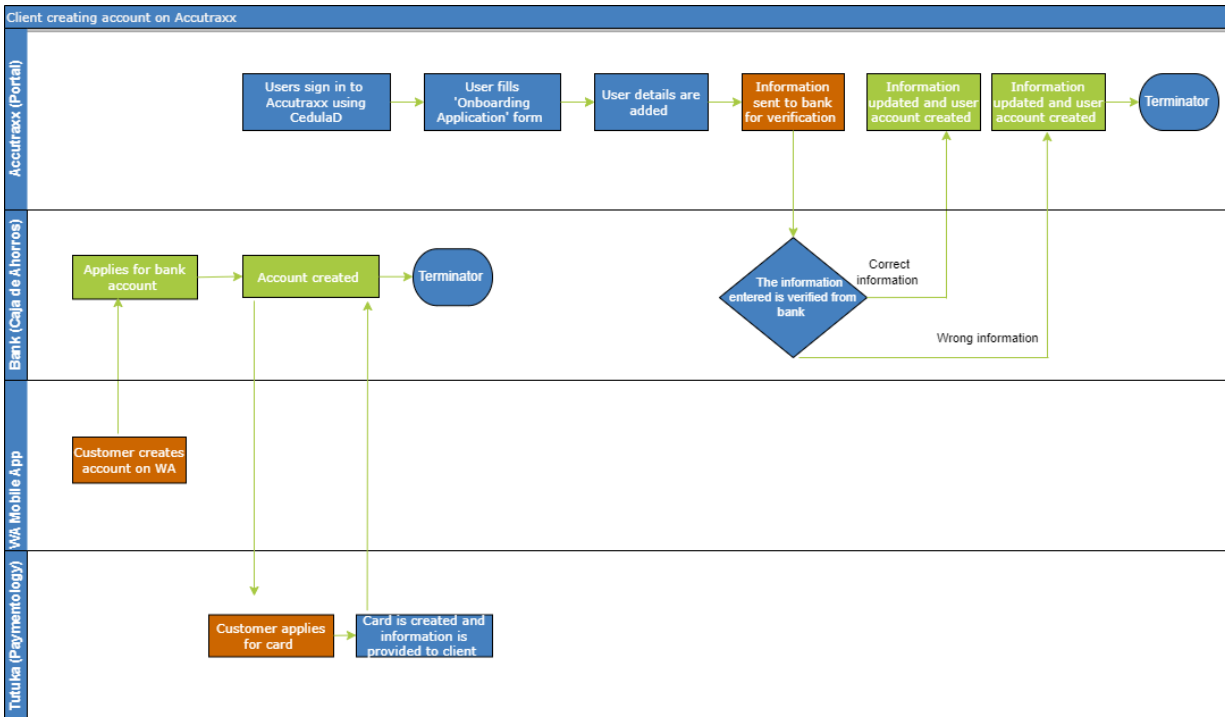 Client creating account on Accutraxx
Accutraxx (Portal)
Users sign in to
Accutraxx using
CedulaD
User fills
'Onboarding
Application' form
User details are
added
Information
sent to bank
for verification
Information
updated and user
account created
Information
updated and user
account created
Terminator
Bank (Caja de Ahorros)
Applies for bank
account
Account created
Terminator
The information
entered is verified from
bank
Correct
information
Wrong information
WA Mobile App
Customer creates
account on WA
Tutuka (Paymentology)
Customer applies
for card
Card is created and
information is
provided to client